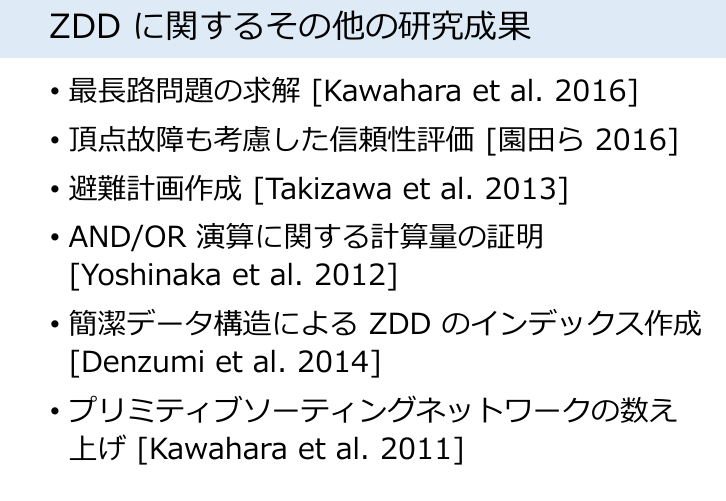 ZDD に関するその他の研究成果
• 最長路問題の求解 [Kawahara et al. 2016]
• 頂点故障も考慮した信頼性評価 [園田ら 2016]
• 避難計画作成 [Takizawa et al. 2013]
• AND/OR 演算に関する計算量の証明
[Yoshinaka et al. 2012]
• 簡潔データ構造による ZDD のインデックス作成
[Denzumi et al. 2014]
• プリミティブソーティングネットワークの数え
上げ [Kawahara et al. 2011]